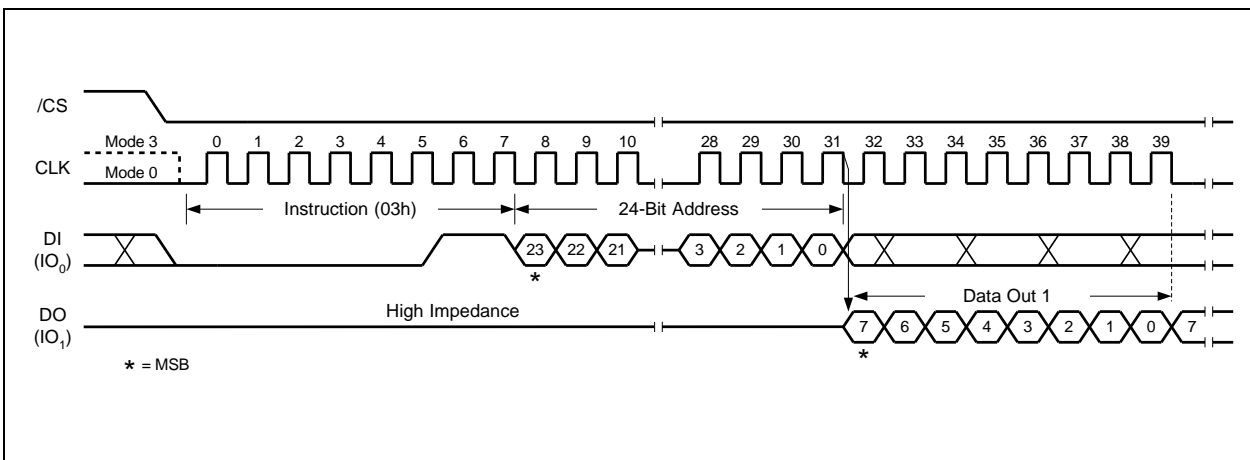 /CS
Mode 3 0 1 2 3 4 5 6 7 8 9 10 28 29 30 31 32 33 34 35 36 37 38 39
CLK
Mode 0
Instruction (03h) 24-Bit Address
DI
(IO₀)
23 22 21 3 2 1 0
*
High Impedance
Data Out 1
DO
(IO₁)
7 6 5 4 3 2 1 0 7
*
* = MSB